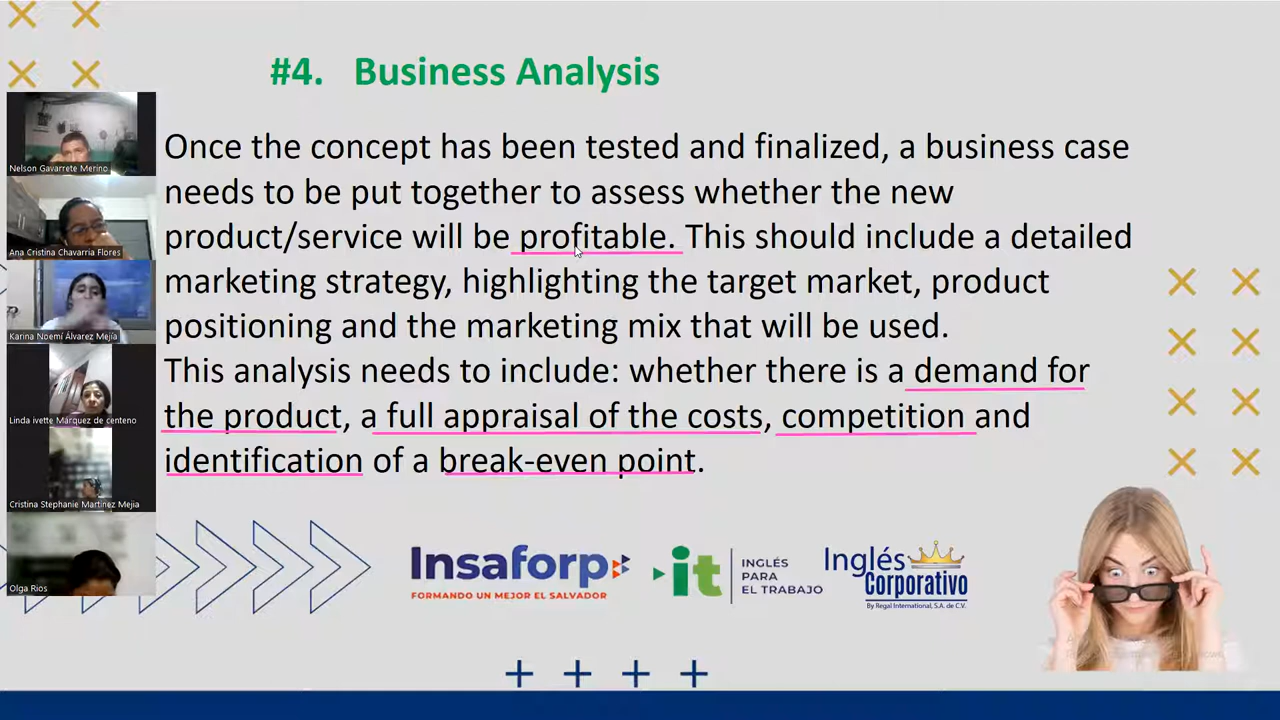 #4. Business Analysis
Nelson Gavarrete Merino
Ana Cristina Chavarria Flores
Karina Noemí Álvarez Mejía
Linda ivette Márquez de centeno
Cristina Stephanie Martinez Mejia
Olga Rios
Once the concept has been tested and finalized, a business case
needs to be put together to assess whether the new
product/service will be profitable. This should include a detailed
marketing strategy, highlighting the target market, product
positioning and the marketing mix that will be used.
This analysis needs to include: whether there is a demand for
the product, a full appraisal of the costs, competition and
identification of a break-even point.
Insaforp
FORMANDO UN MEJOR EL SALVADOR
it
INGLÉS
PARA
EL TRABAJO
Inglés
Corporativo
By Regal International, S.A. de C.V.